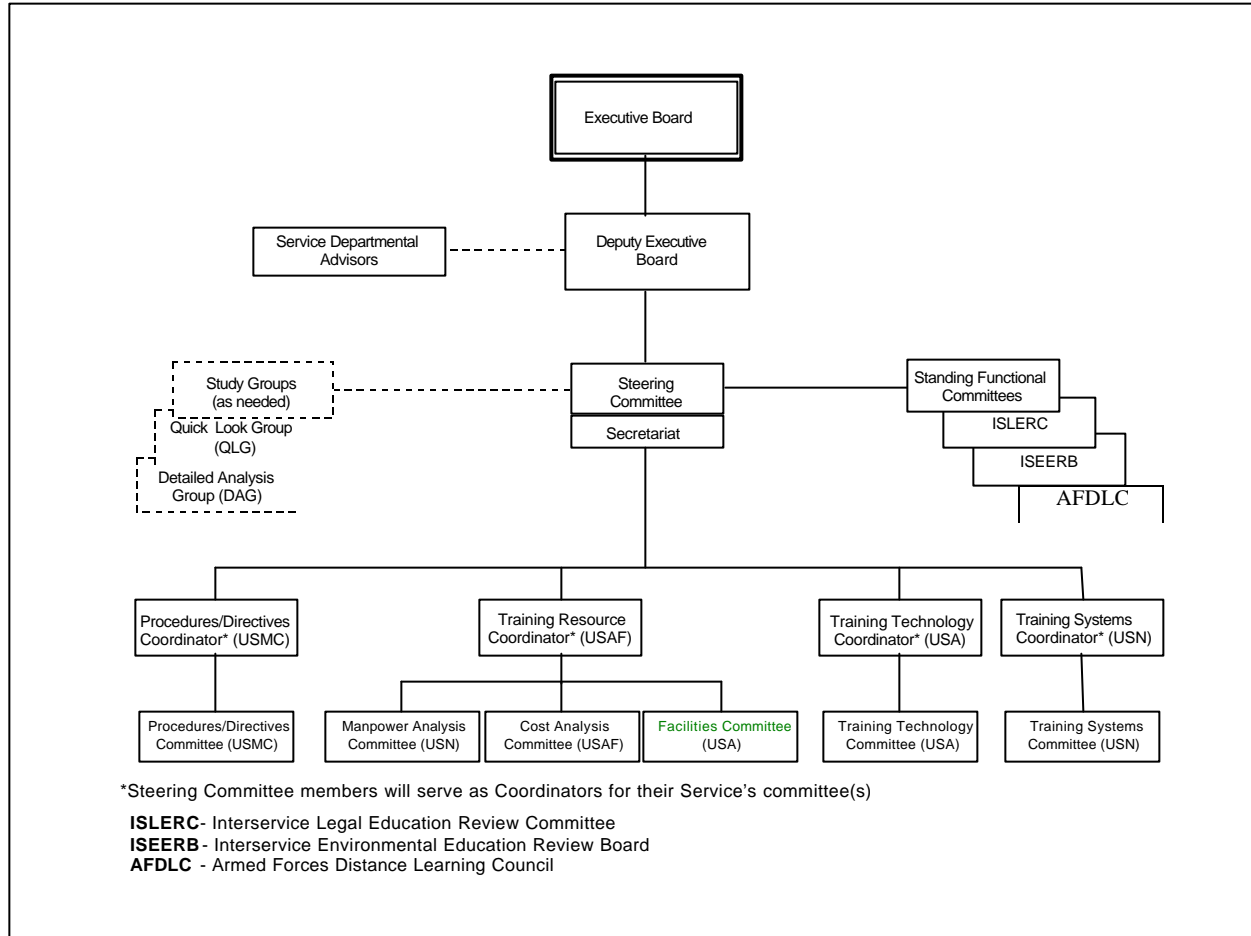 Executive Board
Service Departmental
Advisors
Deputy Executive
Board
Study Groups
(as needed)
Quick Look Group
(QLG)
Detailed Analysis
Group (DAG)
Steering
Committee
Secretariat
Standing Functional
Committees
ISLERC
ISEERB
AFDLC
Procedures/Directives
Coordinator* (USMC)
Training Resource
Coordinator* (USAF)
Training Technology
Coordinator* (USA)
Training Systems
Coordinator* (USN)
Procedures/Directives
Committee (USMC)
Manpower Analysis
Committee (USN)
Cost Analysis
Committee (USAF)
Facilities Committee
(USA)
Training Technology
Committee (USA)
Training Systems
Committee (USN)
*Steering Committee members will serve as Coordinators for their Service's committee(s)
ISLERC- Interservice Legal Education Review Committee
ISEERB - Interservice Environmental Education Review Board
AFDLC - Armed Forces Distance Learning Council